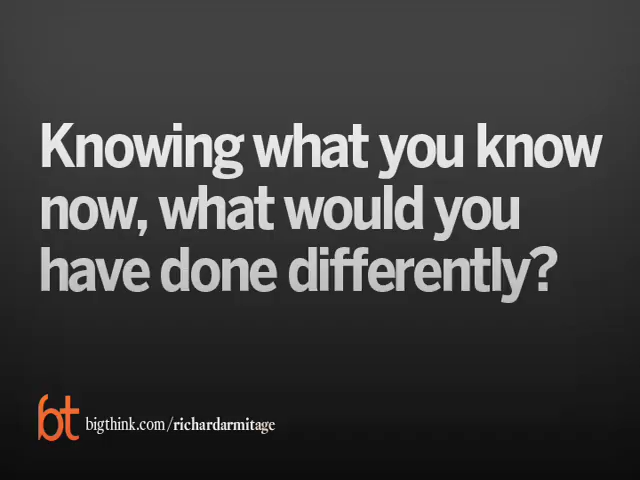 Knowing what you know
now, what would you
have done differently?
bt bigthink.com/richardarmitage